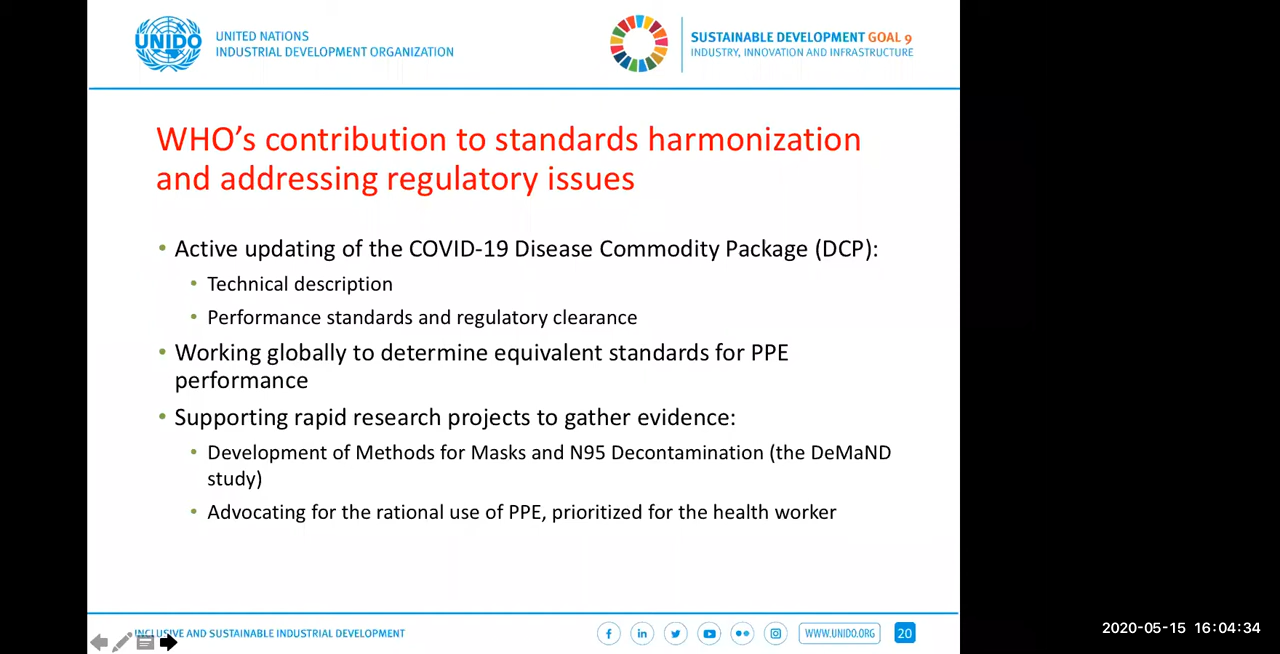 UNIDO
UNITED NATIONS
INDUSTRIAL DEVELOPMENT ORGANIZATION
SUSTAINABLE DEVELOPMENT GOAL 9
INDUSTRY, INNOVATION AND INFRASTRUCTURE
WHO's contribution to standards harmonization
and addressing regulatory issues
• Active updating of the COVID-19 Disease Commodity Package (DCP):
• Technical description
• Performance standards and regulatory clearance
• Working globally to determine equivalent standards for PPE
performance
• Supporting rapid research projects to gather evidence:
• Development of Methods for Masks and N95 Decontamination (the DeMaND
study)
• Advocating for the rational use of PPE, prioritized for the health worker
INCLUSIVE AND SUSTAINABLE INDUSTRIAL DEVELOPMENT
WWW.UNIDO.ORG
20
2020-05-15 16:04:34